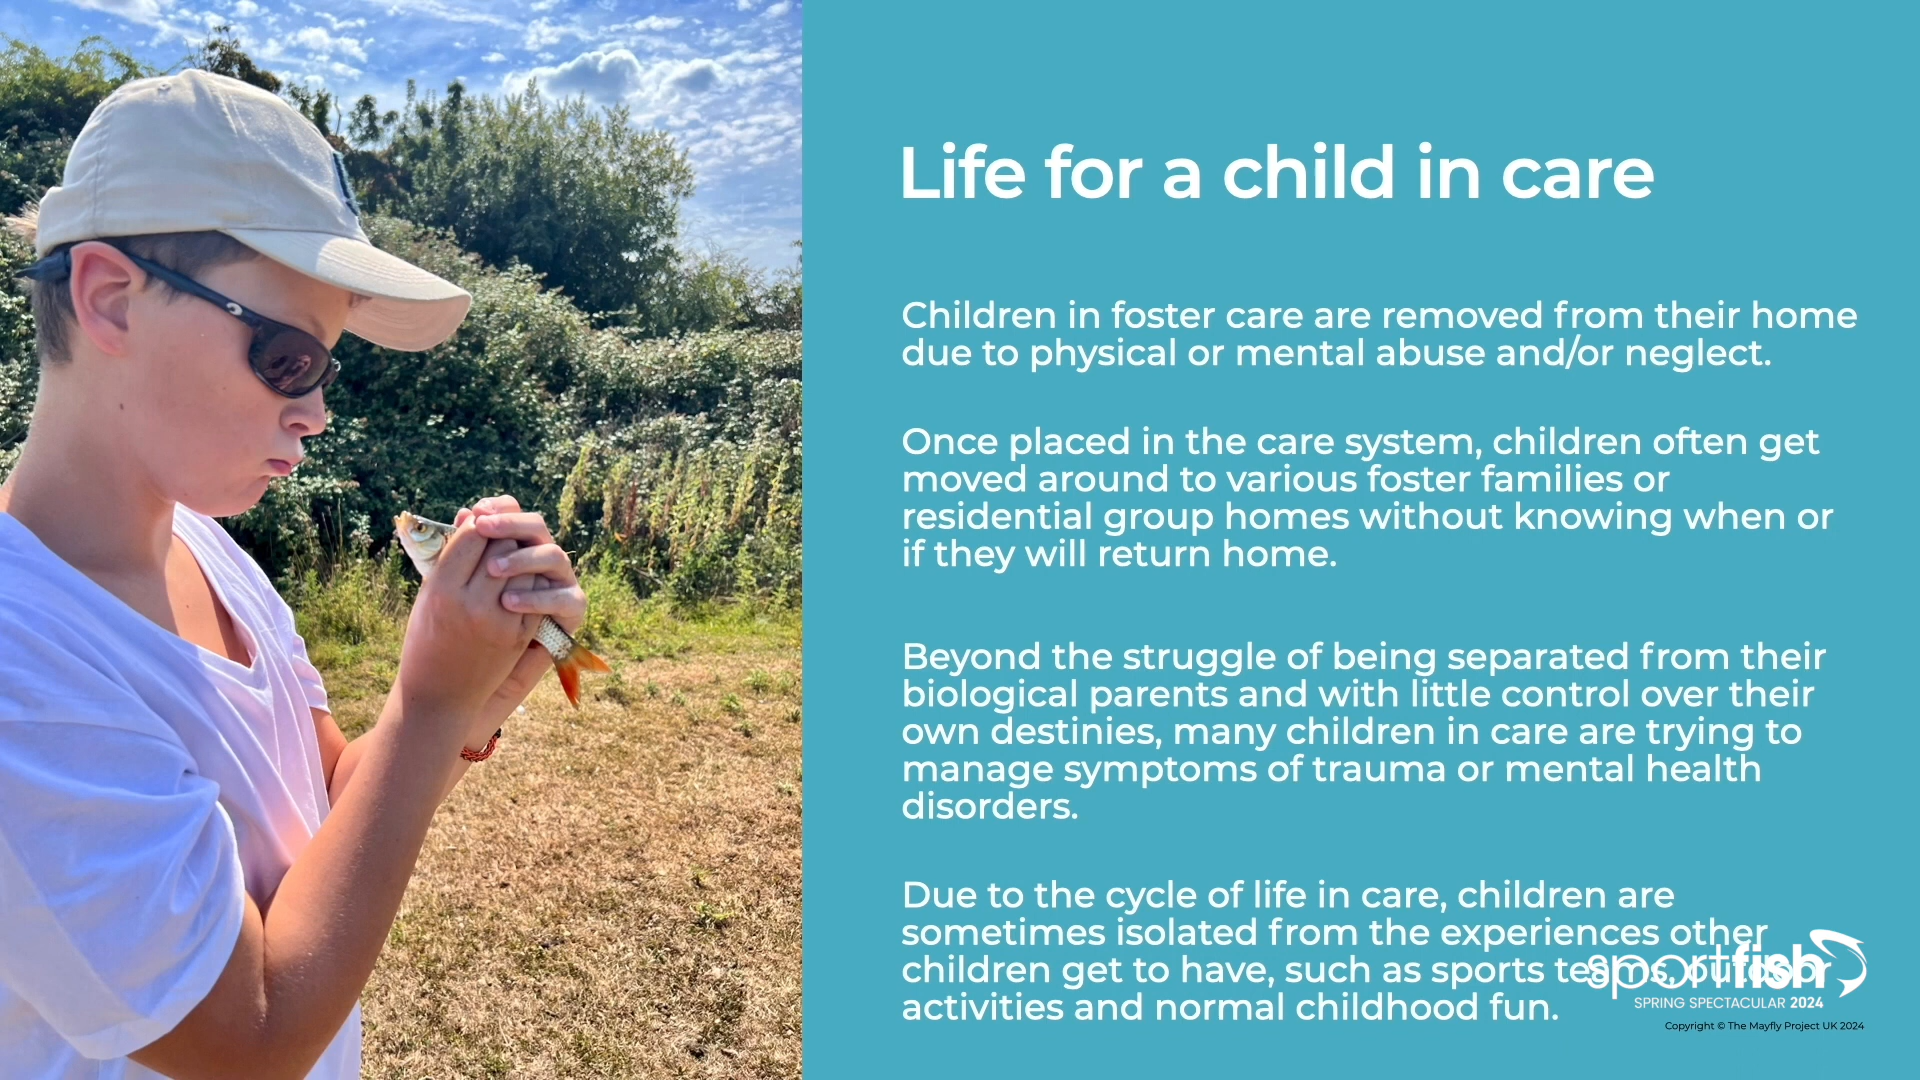 Life for a child in care
Children in foster care are removed from their home
due to physical or mental abuse and/or neglect.
Once placed in the care system, children often get
moved around to various foster families or
residential group homes without knowing when or
if they will return home.
Beyond the struggle of being separated from their
biological parents and with little control over their
own destinies, many children in care are trying to
manage symptoms of trauma or mental health
disorders.
Due to the cycle of life in care, children are
sometimes isolated from the experiences other
children get to have, such as sports teams, outdoor
activities and normal childhood fun.
sportfish
SPRING SPECTACULAR 2024
Copyright © The Mayfly Project UK 2024